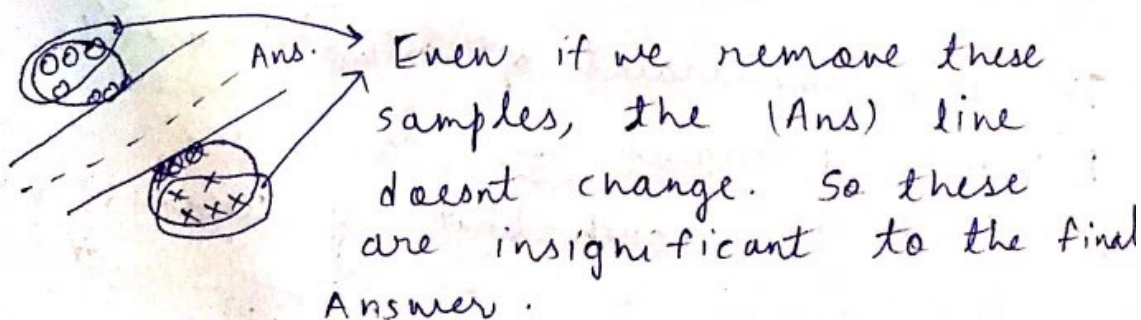 Ans.
Even if we remove these
samples, the (Ans) line
doesnt change. So these
are insignificant to the final
Answer.